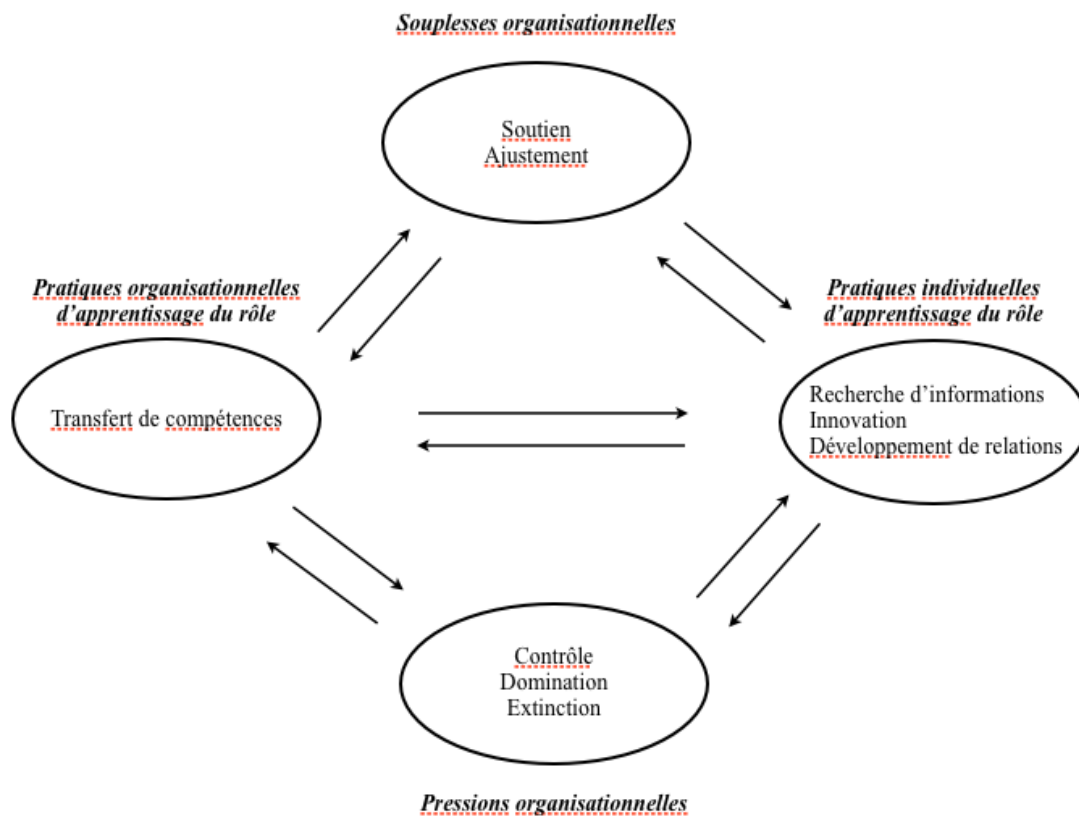 Souplesses organisationnelles
Soutien
Ajustement
Pratiques organisationnelles
d’apprentissage du rôle
Transfert de compétences
Pratiques individuelles
d’apprentissage du rôle
Recherche d’informations
Innovation
Développement de relations
Contrôle
Domination
Extinction
Pressions organisationnelles